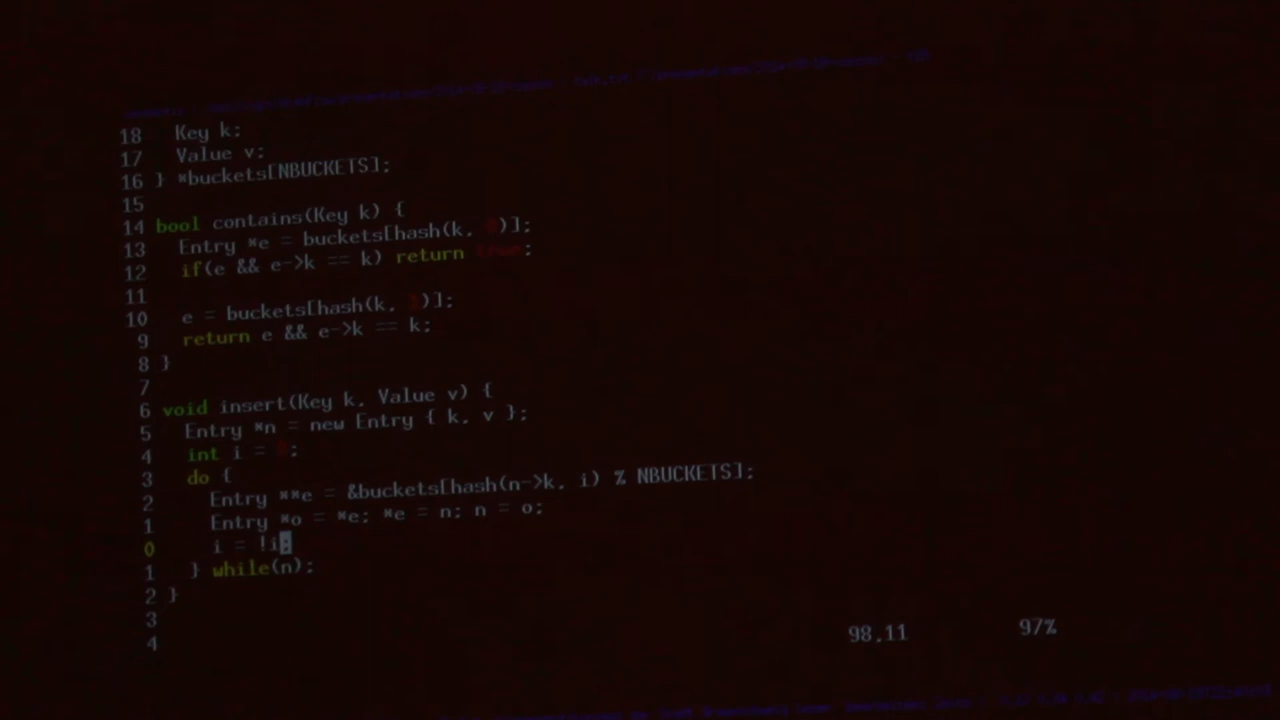 18 Key k;
17 Value v;
16 } *buckets[NBUCKETS];
15
14 bool contains(Key k) {
13 Entry *e = buckets[hash(k, )];
12 if(e && e->k == k) return true;
11
10 e = buckets[hash(k, )];
9 return e && e->k == k;
8 }
7
6 void insert(Key k, Value v) {
5 Entry *n = new Entry { k, v };
4 int i = ;
3 do {
2 Entry **e = &buckets[hash(n->k, i) % NBUCKETS];
1 Entry *o = *e; *e = n; n = o;
0 i = !i;
1 } while(n);
2 }
3
4
98,11 97%